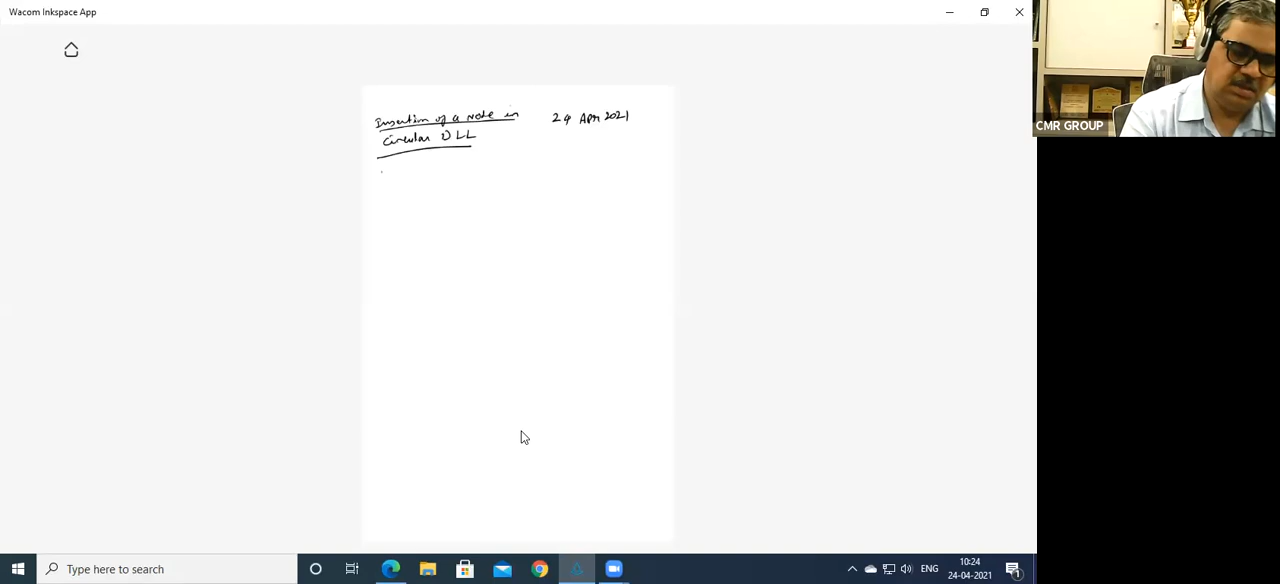 Wacom Inkspace App
CMR GROUP
Insertion of a Node in
24 Apr 2021
Circular DLL
Type here to search
ENG
10:24
24-04-2021
1